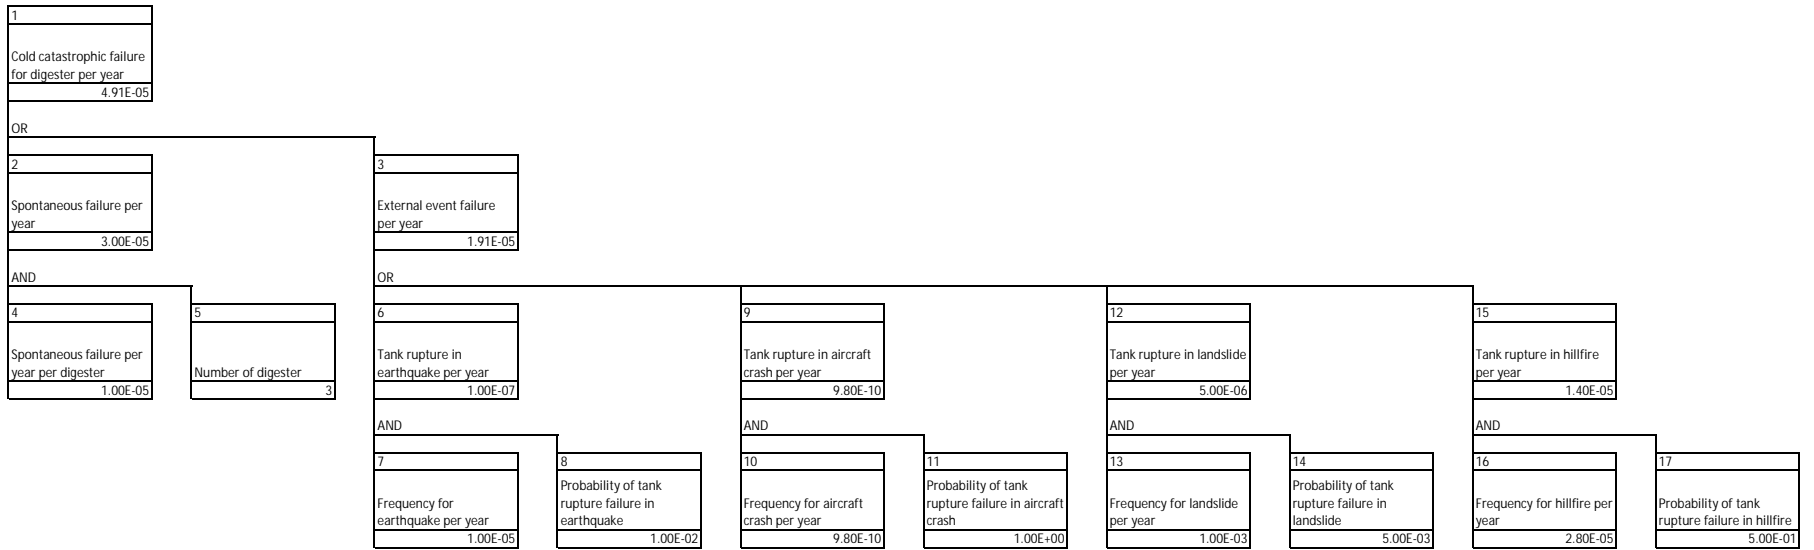 1
Cold catastrophic failure
for digester per year
4.91E-05
OR
2
Spontaneous failure per
year
3.00E-05
3
External event failure
per year
1.91E-05
AND
OR
4
Spontaneous failure per
year per digester
1.00E-05
5
Number of digester
3
6
Tank rupture in
earthquake per year
1.00E-07
9
Tank rupture in aircraft
crash per year
9.80E-10
12
Tank rupture in landslide
per year
5.00E-06
15
Tank rupture in hillfire
per year
1.40E-05
AND
AND
AND
AND
7
Frequency for
earthquake per year
1.00E-05
8
Probability of tank
rupture failure in
earthquake
1.00E-02
10
Frequency for aircraft
crash per year
9.80E-10
11
Probability of tank
rupture failure in aircraft
crash
1.00E+00
13
Frequency for landslide
per year
1.00E-03
14
Probability of tank
rupture failure in
landslide
5.00E-03
16
Frequency for hillfire per
year
2.80E-05
17
Probability of tank
rupture failure in hillfire
5.00E-01